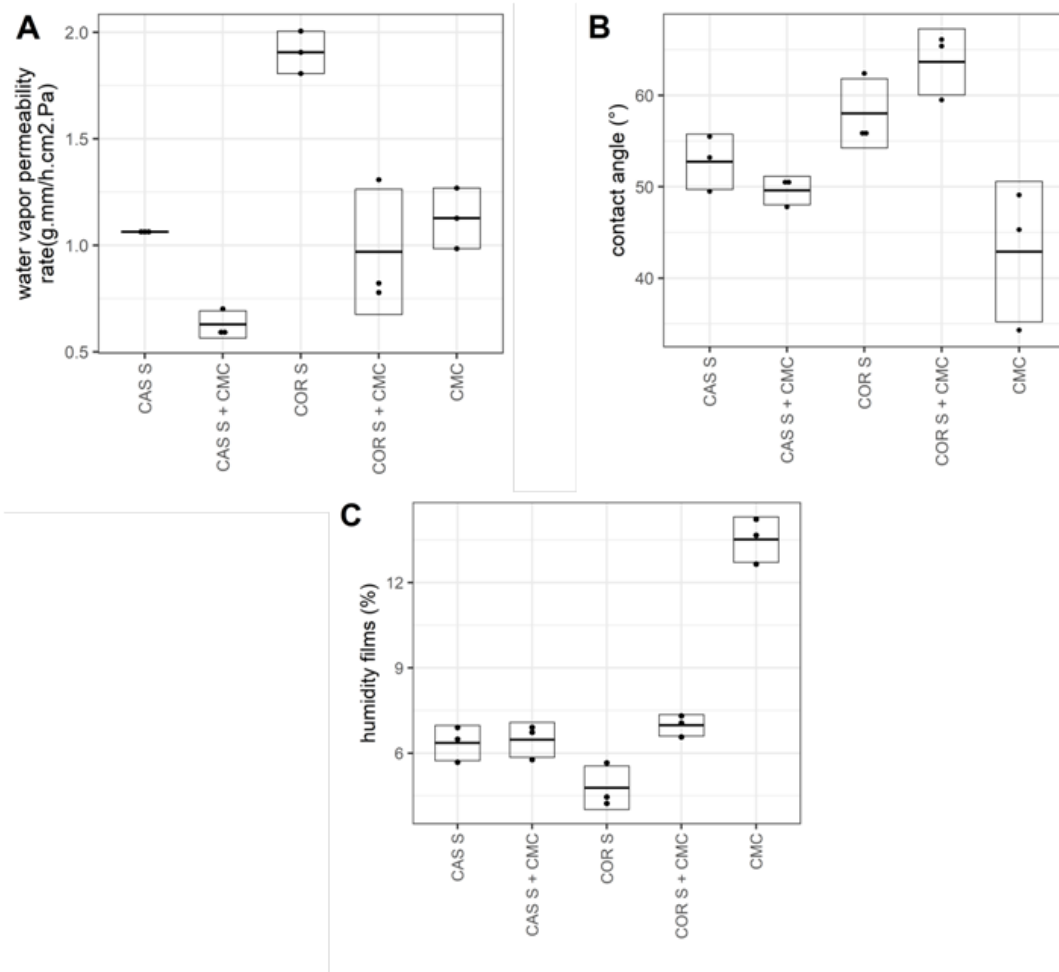 A
water vapor permeability
rate(g.mm/h.cm2.Pa)
2.0
1.5
1.0
0.5
CAS S
CAS S + CMC
COR S
COR S + CMC
CMC
B
contact angle (°)
60
50
40
CAS S
CAS S + CMC
COR S
COR S + CMC
CMC
C
humidity films (%)
12
9
6
CAS S
CAS S + CMC
COR S
COR S + CMC
CMC